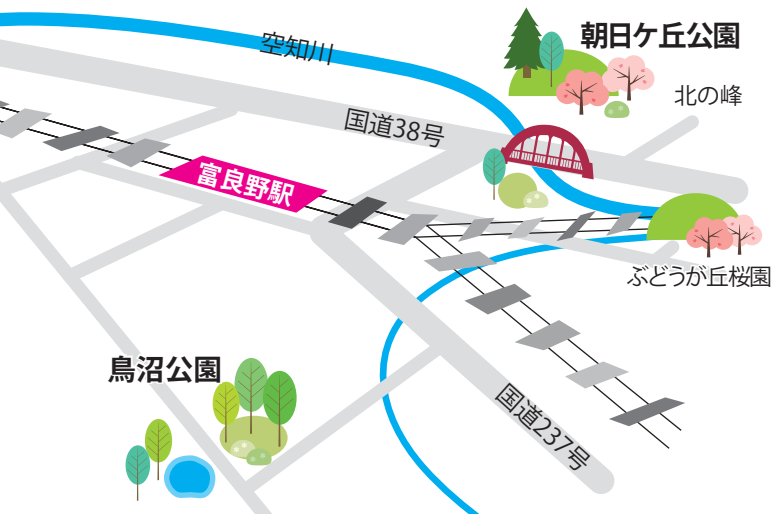 朝日ケ丘公園
空知川
北の峰
国道38号
富良野駅
ぶどうが丘桜園
鳥沼公園
国道237号